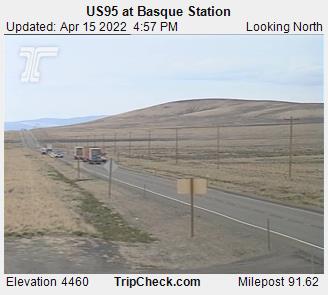 US95 at Basque Station
Updated: Apr 15 2022 4:57 PM Looking North
Elevation 4460 TripCheck.com Milepost 91.62